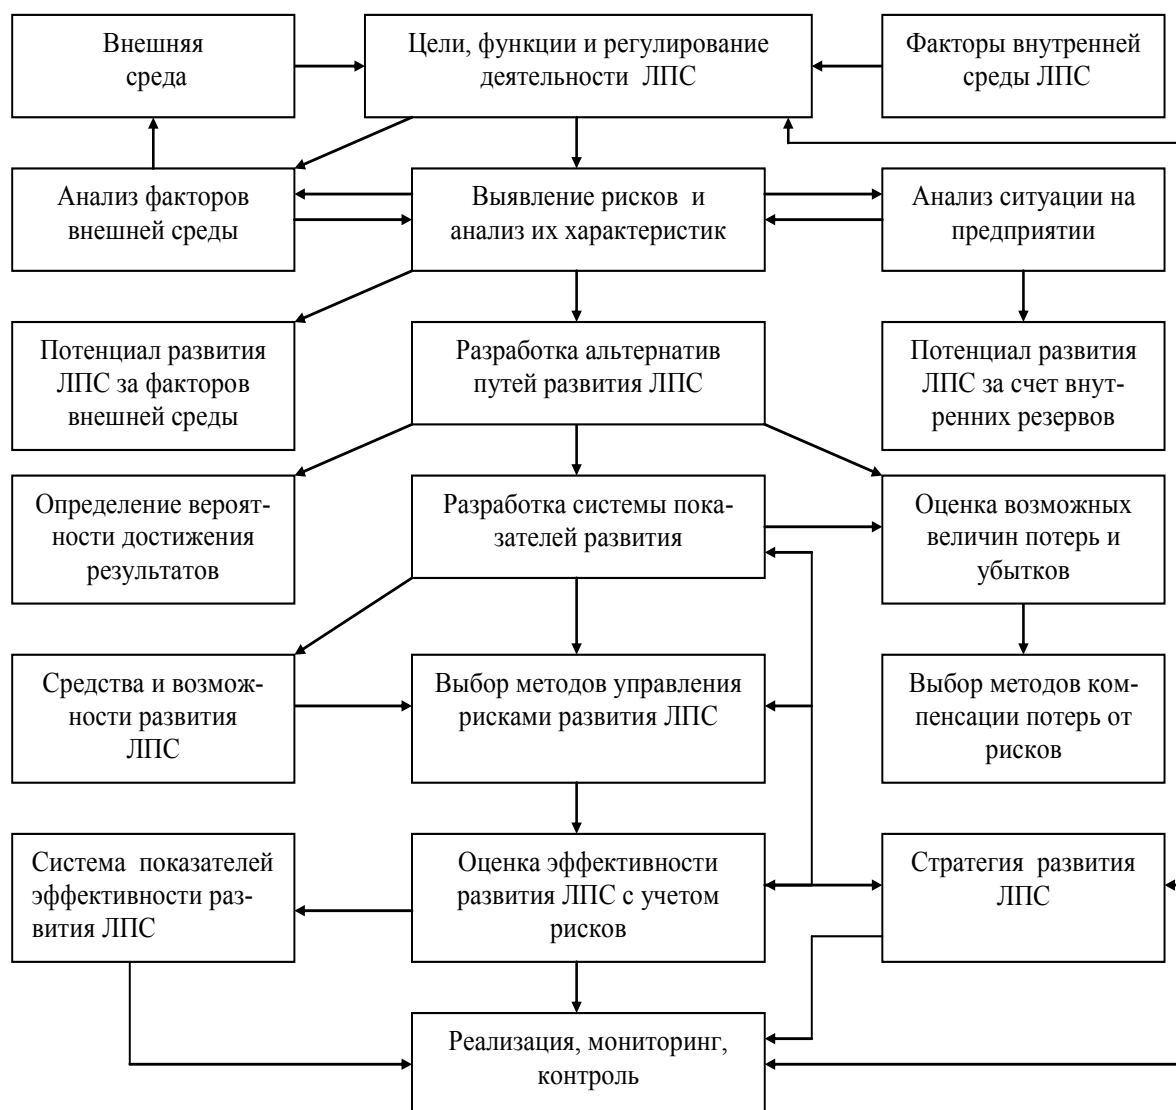 Внешняя
среда
Цели, функции и регулирование
деятельности ЛПС
Факторы внутренней
среды ЛПС
Анализ факторов
внешней среды
Выявление рисков и
анализ их характеристик
Анализ ситуации на
предприятии
Потенциал развития
ЛПС за факторов
внешней среды
Разработка альтернатив
путей развития ЛПС
Потенциал развития
ЛПС за счет внут-
ренних резервов
Определение вероят-
ности достижения
результатов
Разработка системы пока-
зателей развития
Оценка возможных
величин потерь и
убытков
Средства и возмож-
ности развития
ЛПС
Выбор методов управления
рисками развития ЛПС
Выбор методов ком-
пенсации потерь от
рисков
Система показателей
эффективности раз-
вития ЛПС
Оценка эффективности
развития ЛПС с учетом
рисков
Стратегия развития
ЛПС
Реализация, мониторинг,
контроль